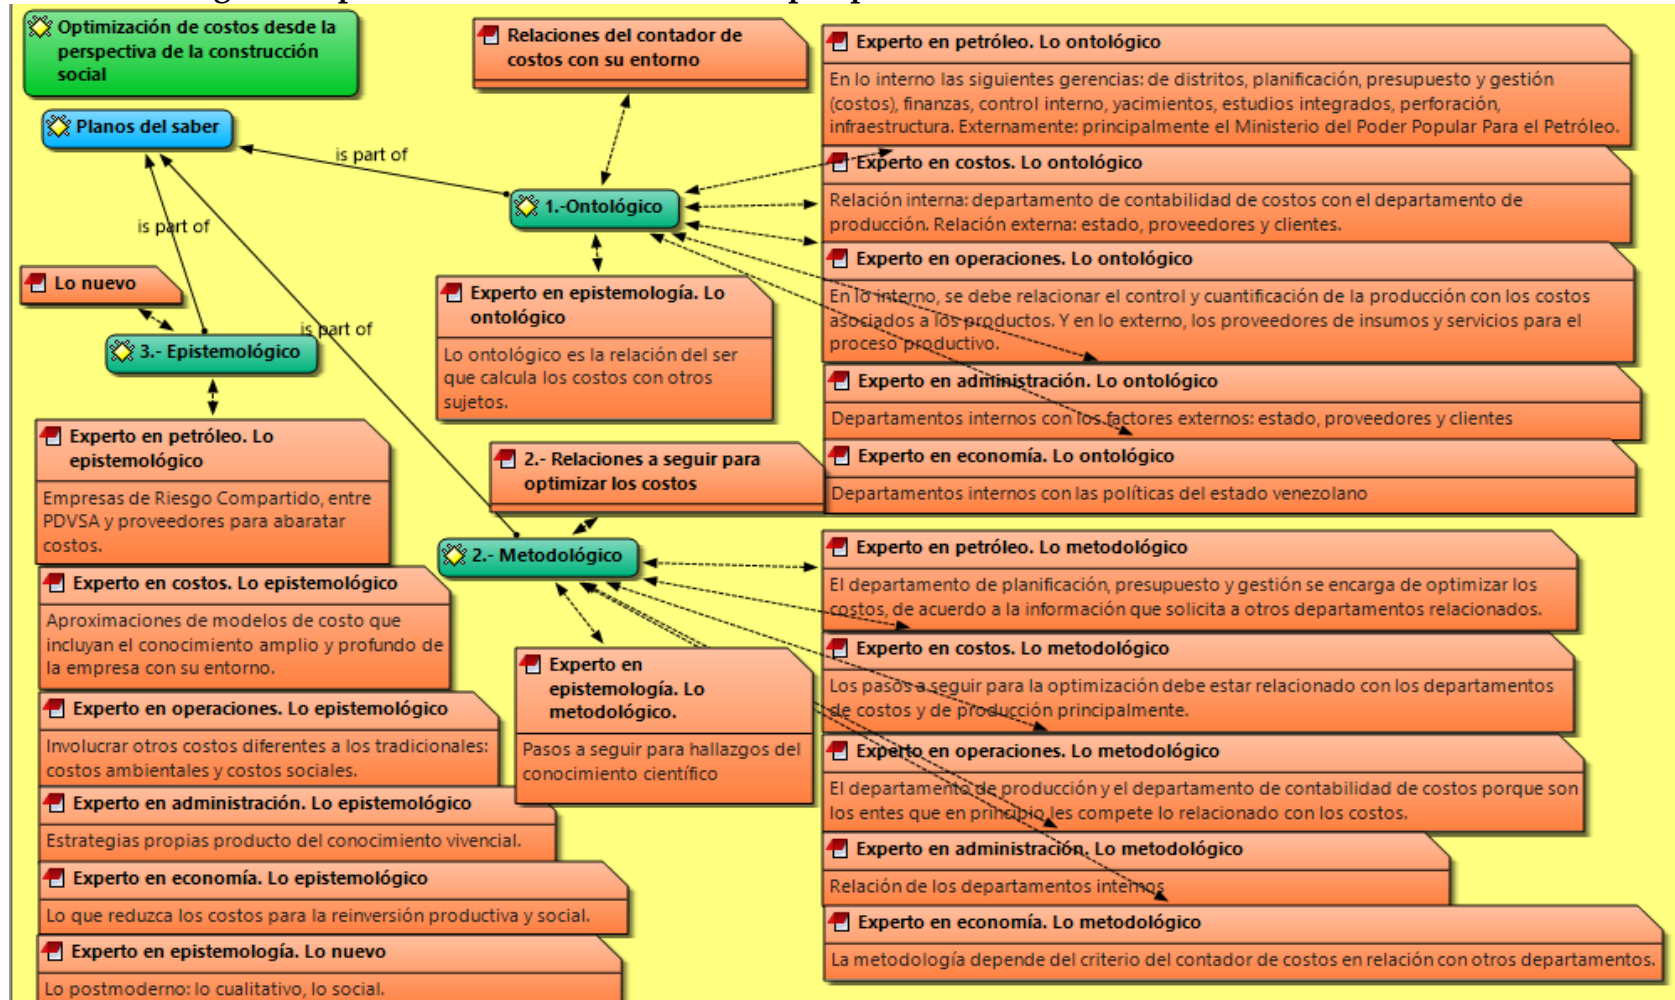 Optimización de costos desde la
perspectiva de la construcción
social
Planos del saber
is part of
is part of
is part of
Relaciones del contador de
costos con su entorno
1.-Ontológico
Experto en epistemología. Lo
ontológico
Lo ontológico es la relación del ser
que calcula los costos con otros
sujetos.
Experto en petróleo. Lo ontológico
En lo interno las siguientes gerencias: de distritos, planificación, presupuesto y gestión
(costos), finanzas, control interno, yacimientos, estudios integrados, perforación,
infraestructura. Externamente: principalmente el Ministerio del Poder Popular Para el Petróleo.
Experto en costos. Lo ontológico
Relación interna: departamento de contabilidad de costos con el departamento de
producción. Relación externa: estado, proveedores y clientes.
Experto en operaciones. Lo ontológico
En lo interno, se debe relacionar el control y cuantificación de la producción con los costos
asociados a los productos. Y en lo externo, los proveedores de insumos y servicios para el
proceso productivo.
Experto en administración. Lo ontológico
Departamentos internos con los factores externos: estado, proveedores y clientes
Experto en economía. Lo ontológico
Departamentos internos con las políticas del estado venezolano
Lo nuevo
3.- Epistemológico
Experto en petróleo. Lo
epistemológico
Empresas de Riesgo Compartido, entre
PDVSA y proveedores para abaratar
costos.
Experto en costos. Lo epistemológico
Aproximaciones de modelos de costo que
incluyan el conocimiento amplio y profundo de
la empresa con su entorno.
Experto en operaciones. Lo epistemológico
Involucrar otros costos diferentes a los tradicionales:
costos ambientales y costos sociales.
Experto en administración. Lo epistemológico
Estrategias propias producto del conocimiento vivencial.
Experto en economía. Lo epistemológico
Lo que reduzca los costos para la reinversión productiva y social.
Experto en epistemología. Lo nuevo
Lo postmoderno: lo cualitativo, lo social.
2.- Relaciones a seguir para
optimizar los costos
2.- Metodológico
Experto en
epistemología. Lo
metodológico.
Pasos a seguir para hallazgos del
conocimiento científico
Experto en petróleo. Lo metodológico
El departamento de planificación, presupuesto y gestión se encarga de optimizar los
costos, de acuerdo a la información que solicita a otros departamentos relacionados.
Experto en costos. Lo metodológico
Los pasos a seguir para la optimización debe estar relacionado con los departamentos
de costos y de producción principalmente.
Experto en operaciones. Lo metodológico
El departamento de producción y el departamento de contabilidad de costos porque son
los entes que en principio les compete lo relacionado con los costos.
Experto en administración. Lo metodológico
Relación de los departamentos internos
Experto en economía. Lo metodológico
La metodología depende del criterio del contador de costos en relación con otros departamentos.